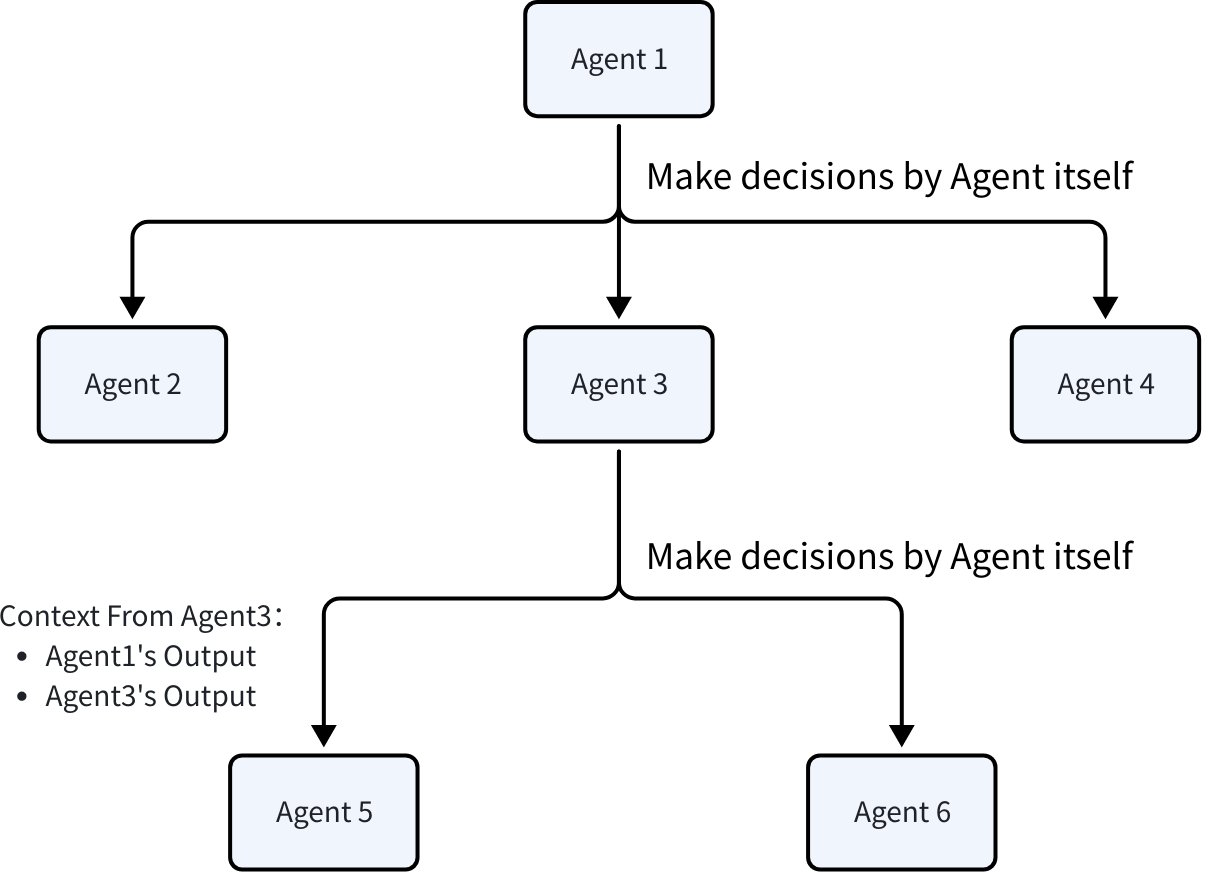 Agent 1
Make decisions by Agent itself
Agent 2
Agent 3
Agent 4
Make decisions by Agent itself
Context From Agent3：
• Agent1's Output
• Agent3's Output
Agent 5
Agent 6